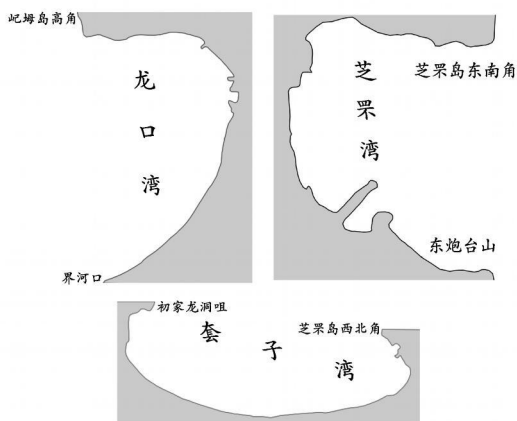 屺㟂岛高角
龙口湾
界河口
芝罘湾
芝罘岛东南角
东炮台山
初家龙洞咀
套子湾
芝罘岛西北角